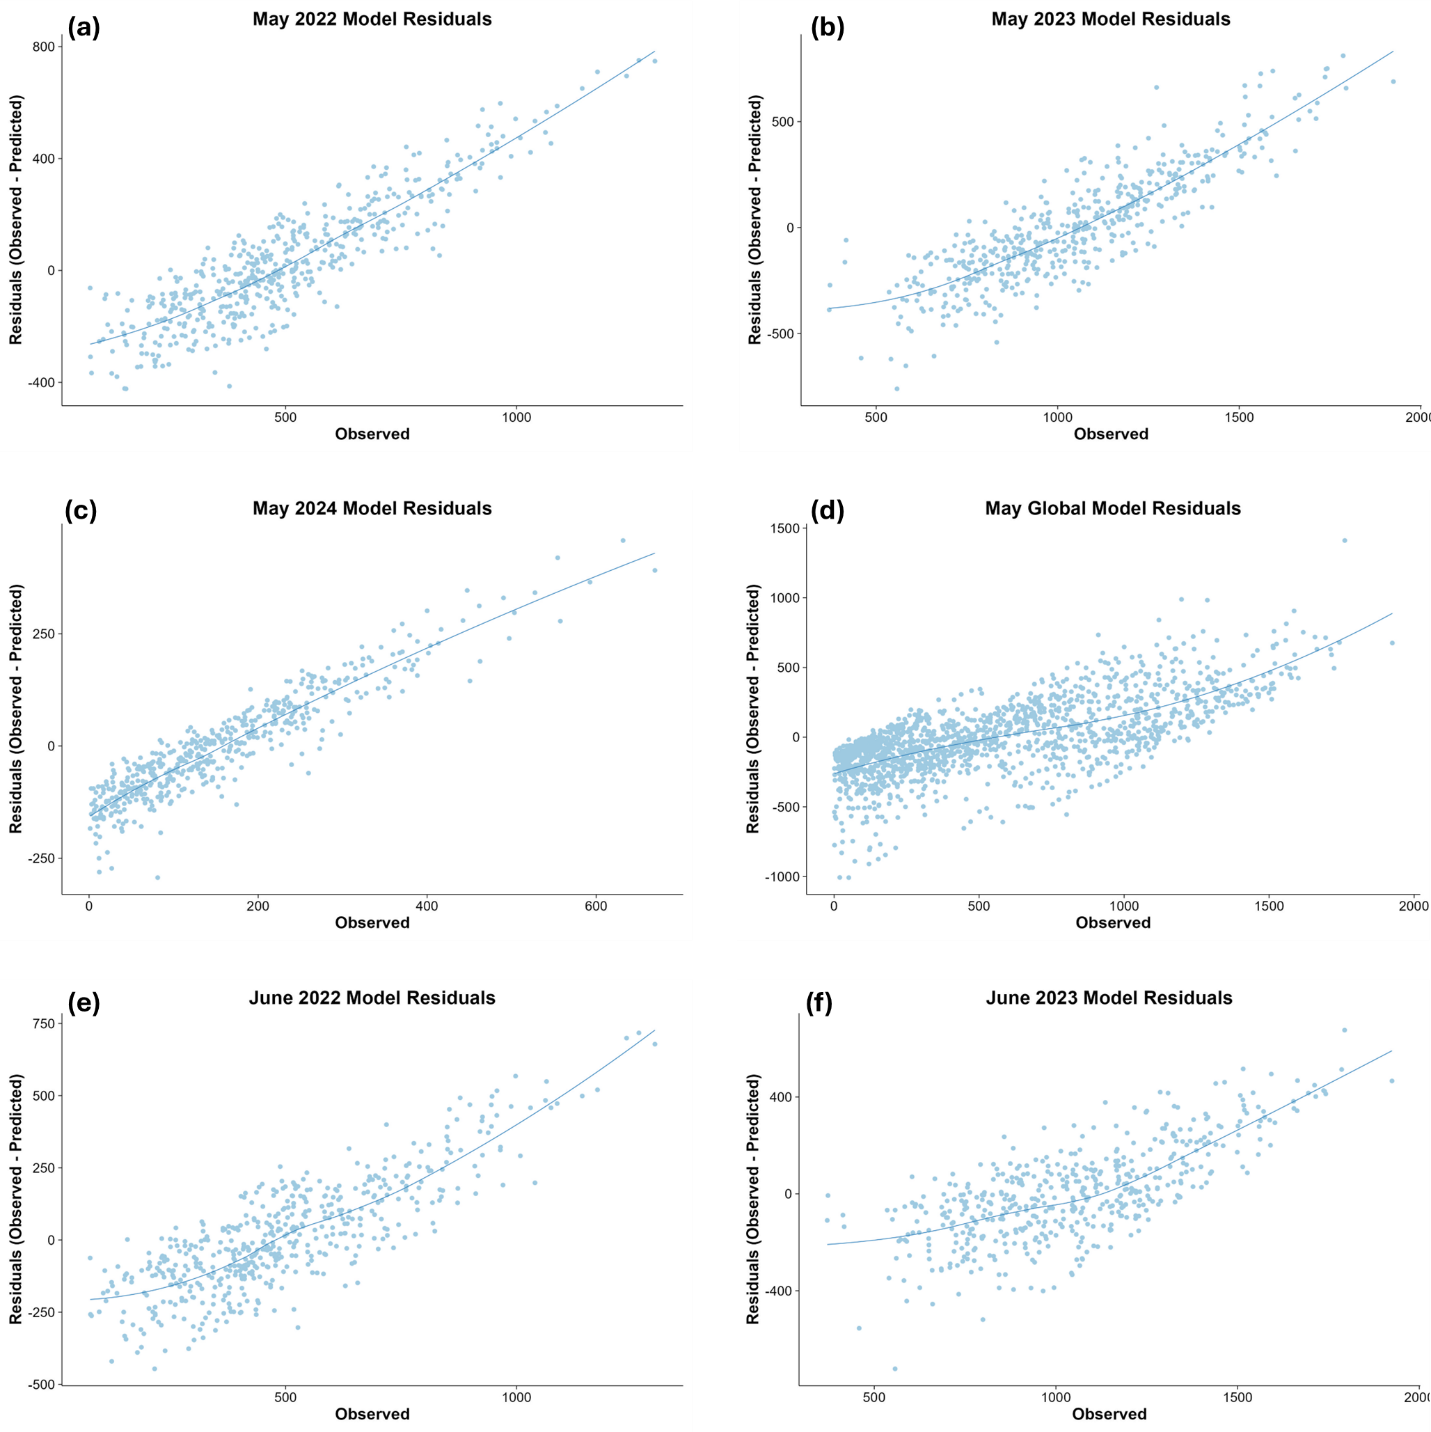 (a)
May 2022 Model Residuals
Residuals (Observed - Predicted)
800
400
0
-400
500
1000
Observed
(b)
May 2023 Model Residuals
Residuals (Observed - Predicted)
500
0
-500
500
1000
1500
2000
Observed
(c)
May 2024 Model Residuals
Residuals (Observed - Predicted)
250
0
-250
0
200
400
600
Observed
(d)
May Global Model Residuals
Residuals (Observed - Predicted)
1500
1000
500
0
-500
-1000
0
500
1000
1500
2000
Observed
(e)
June 2022 Model Residuals
Residuals (Observed - Predicted)
750
500
250
0
-250
-500
500
1000
Observed
(f)
June 2023 Model Residuals
Residuals (Observed - Predicted)
400
0
-400
500
1000
1500
2000
Observed